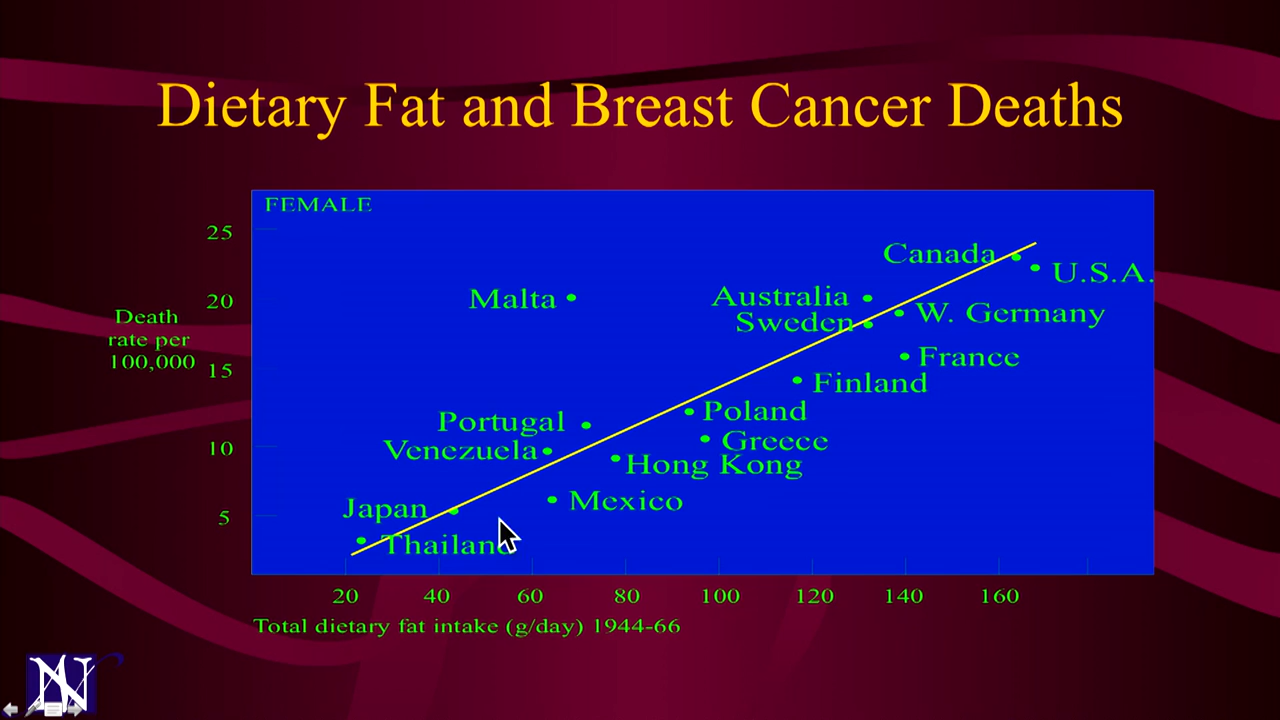 Dietary Fat and Breast Cancer Deaths
FEMALE
25
20
15
10
5
Death
rate per
100,000
Canada
U.S.A.
Malta
Australia
Sweden
W. Germany
France
Finland
Portugal
Poland
Venezuela
Greece
Hong Kong
Japan
Mexico
Thailand
20 40 60 80 100 120 140 160
Total dietary fat intake (g/day) 1944-66
N